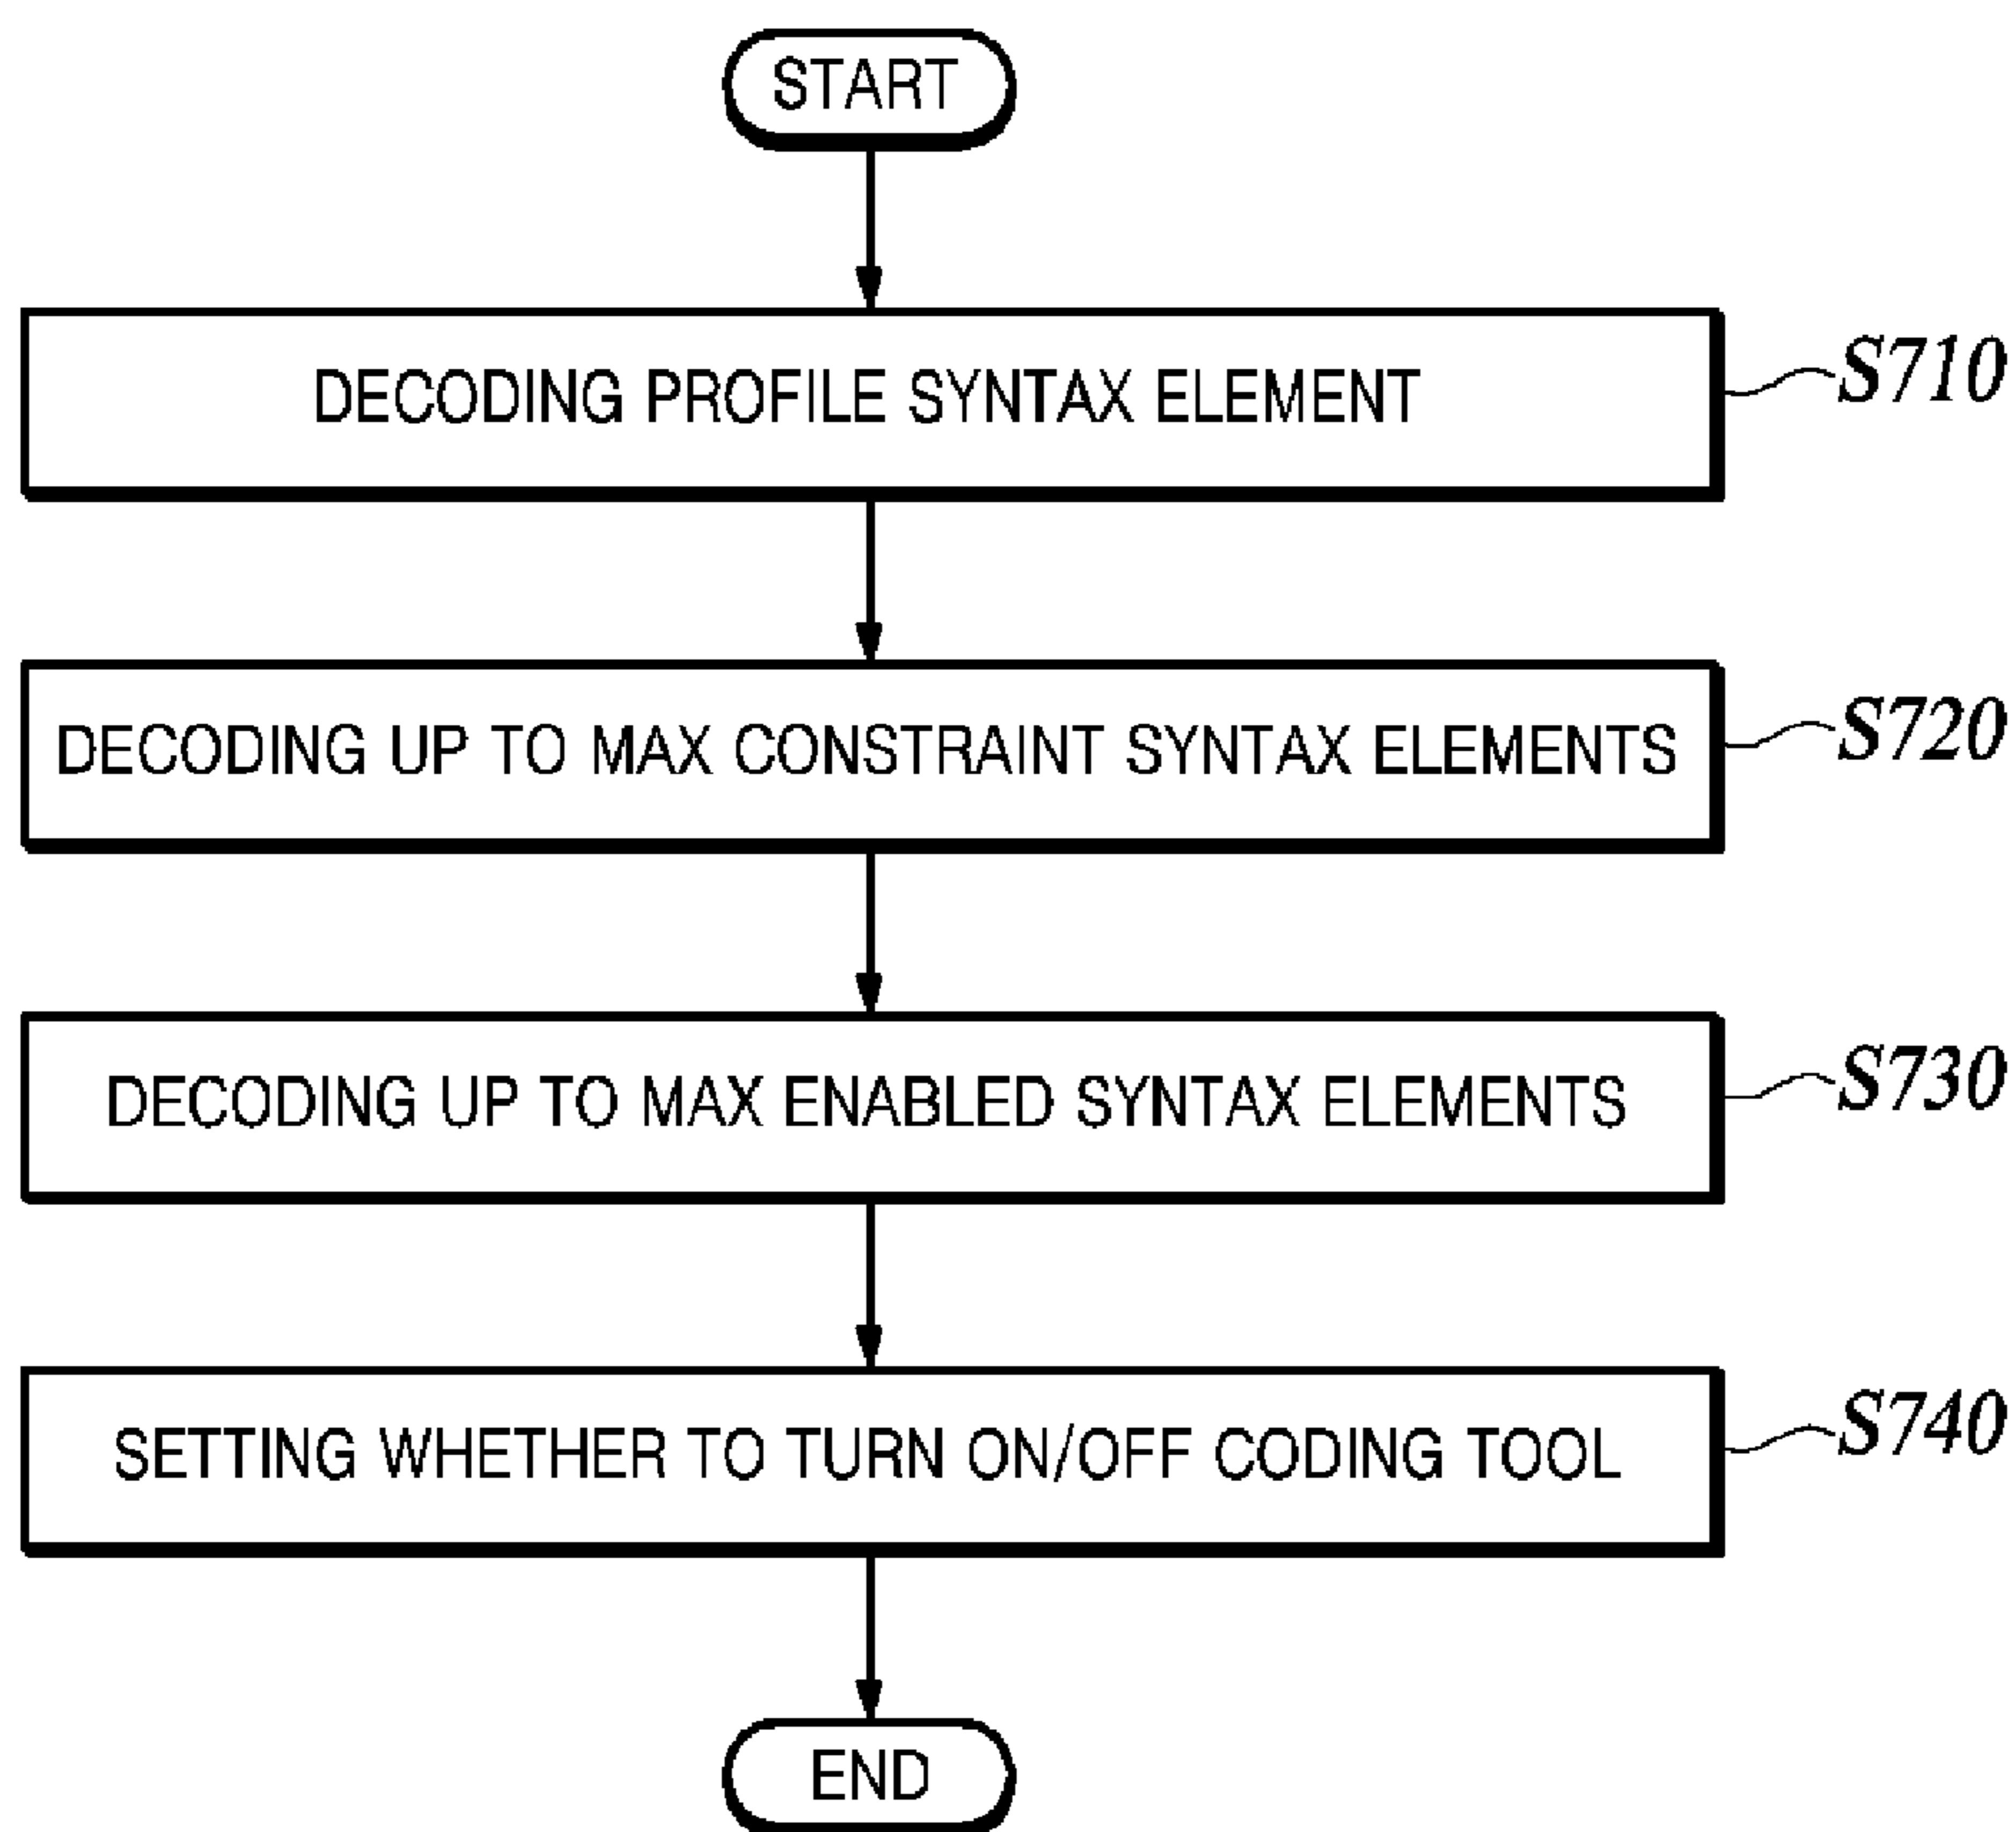 START
DECODING PROFILE SYNTAX ELEMENT
S710
DECODING UP TO MAX CONSTRAINT SYNTAX ELEMENTS
S720
DECODING UP TO MAX ENABLED SYNTAX ELEMENTS
S730
SETTING WHETHER TO TURN ON/OFF CODING TOOL
S740
END